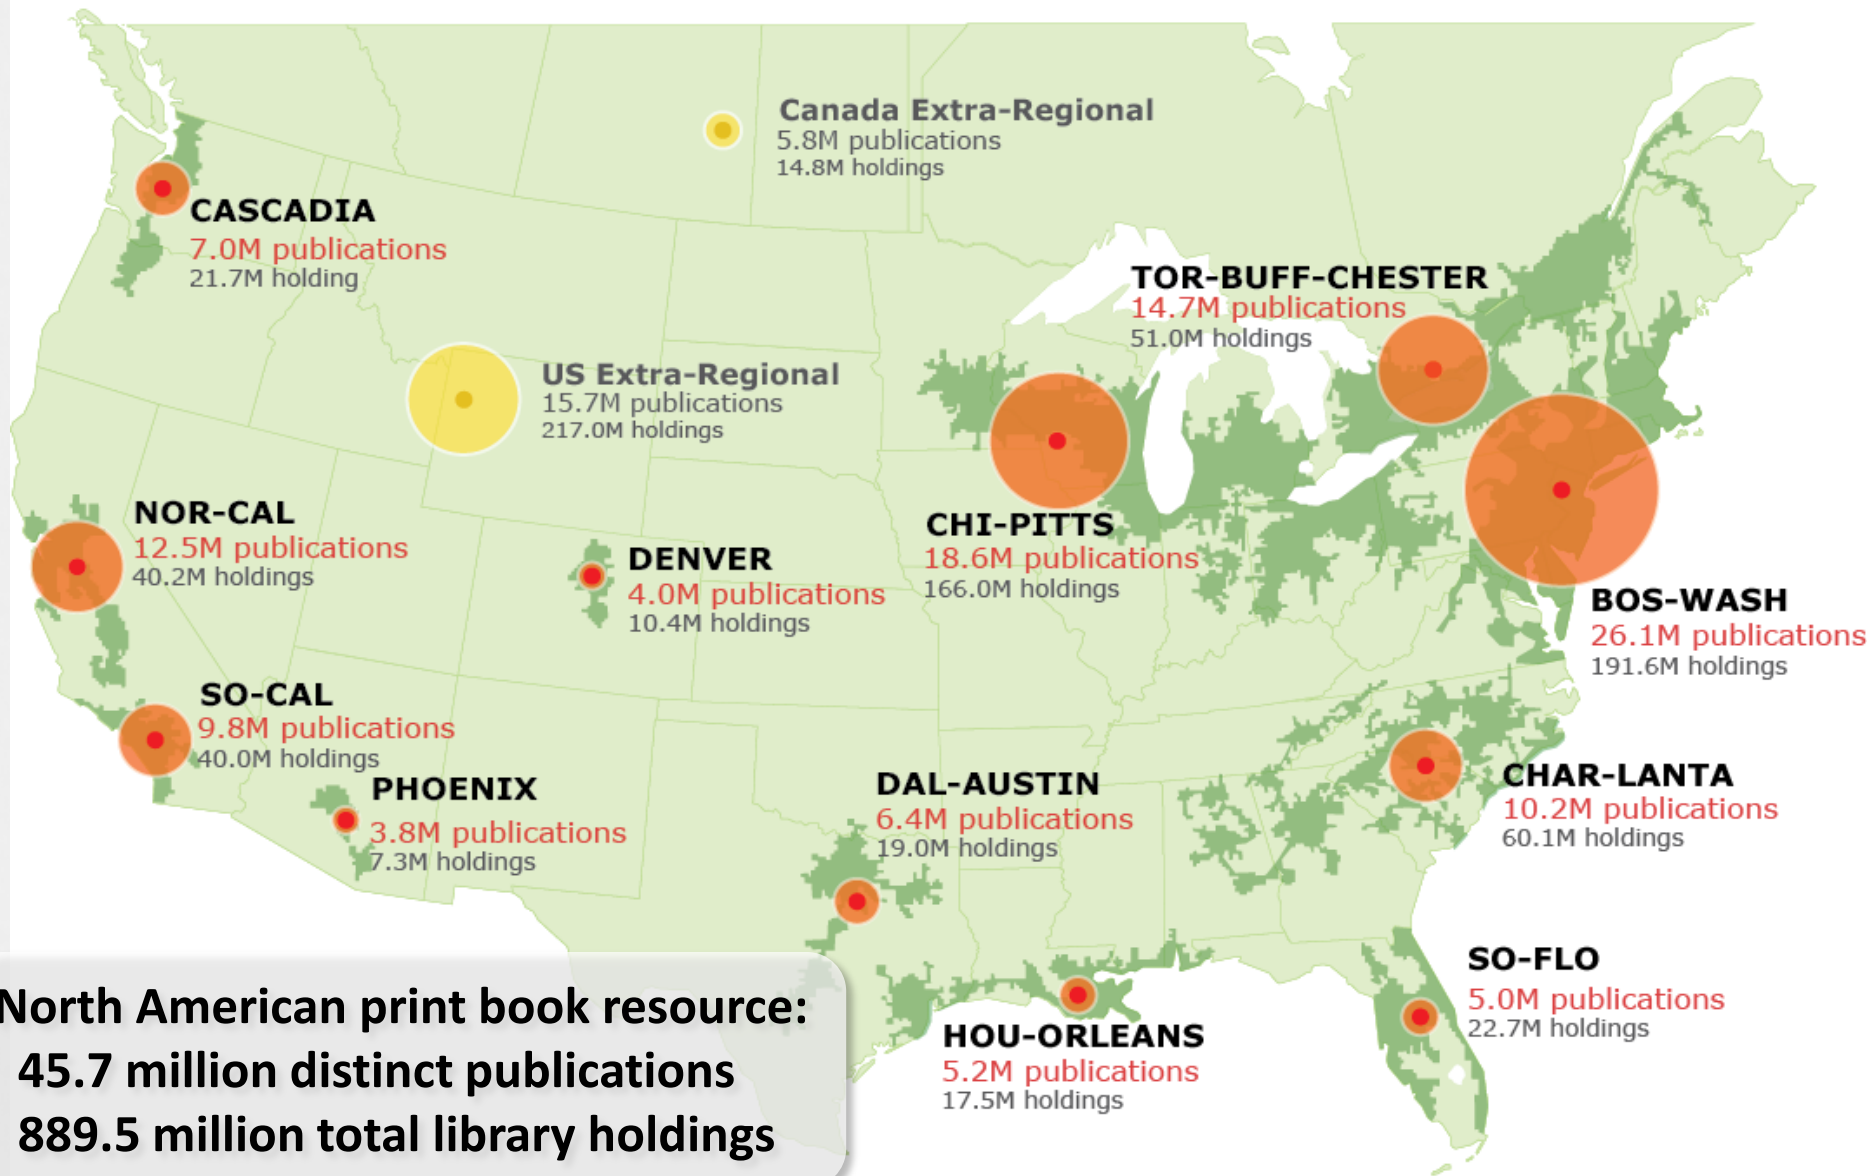 Canada Extra-Regional
5.8M publications
14.8M holdings
CASCADIA
7.0M publications
21.7M holding
TOR-BUFF-CHESTER
14.7M publications
51.0M holdings
US Extra-Regional
15.7M publications
217.0M holdings
NOR-CAL
12.5M publications
40.2M holdings
DENVER
4.0M publications
10.4M holdings
CHI-PITTS
18.6M publications
166.0M holdings
BOS-WASH
26.1M publications
191.6M holdings
SO-CAL
9.8M publications
40.0M holdings
PHOENIX
3.8M publications
7.3M holdings
DAL-AUSTIN
6.4M publications
19.0M holdings
CHAR-LANTA
10.2M publications
60.1M holdings
SO-FLO
5.0M publications
22.7M holdings
HOU-ORLEANS
5.2M publications
17.5M holdings
North American print book resource:
45.7 million distinct publications
889.5 million total library holdings